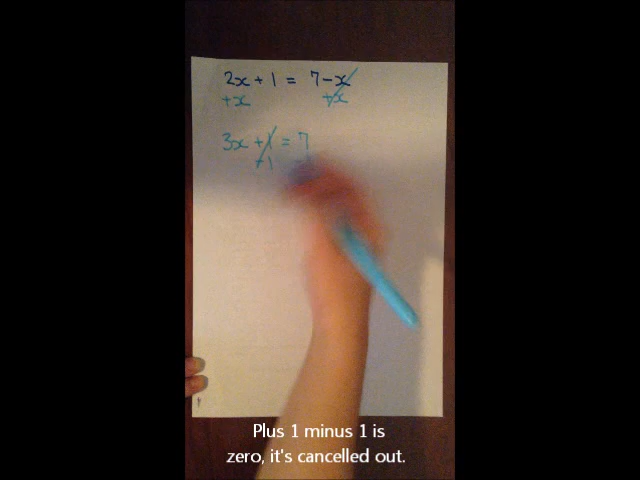 2x + 1 = 7 - x
+x +x
3x + 1 = 7
+1
Plus 1 minus 1 is
zero, it's cancelled out.